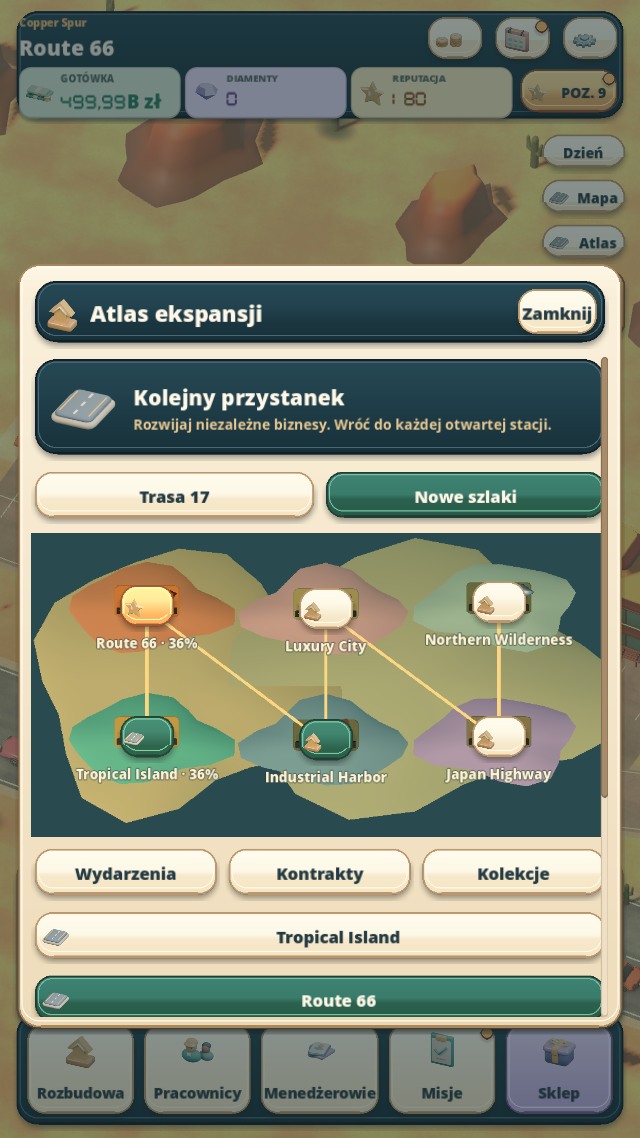 Copper Spur
Route 66
GOTÓWKA
499,99B zł
DIAMENTY
0
REPUTACJA
180
POZ. 9
Dzień
Mapa
Atlas
Atlas ekspansji
Zamknij
Kolejny przystanek
Rozwijaj niezależne biznesy. Wróć do każdej otwartej stacji.
Trasa 17
Nowe szlaki
Route 66 · 36%
Luxury City
Northern Wilderness
Tropical Island · 36%
Industrial Harbor
Japan Highway
Wydarzenia
Kontrakty
Kolekcje
Tropical Island
Route 66
Rozbudowa
Pracownicy
Menedżerowie
Misje
Sklep